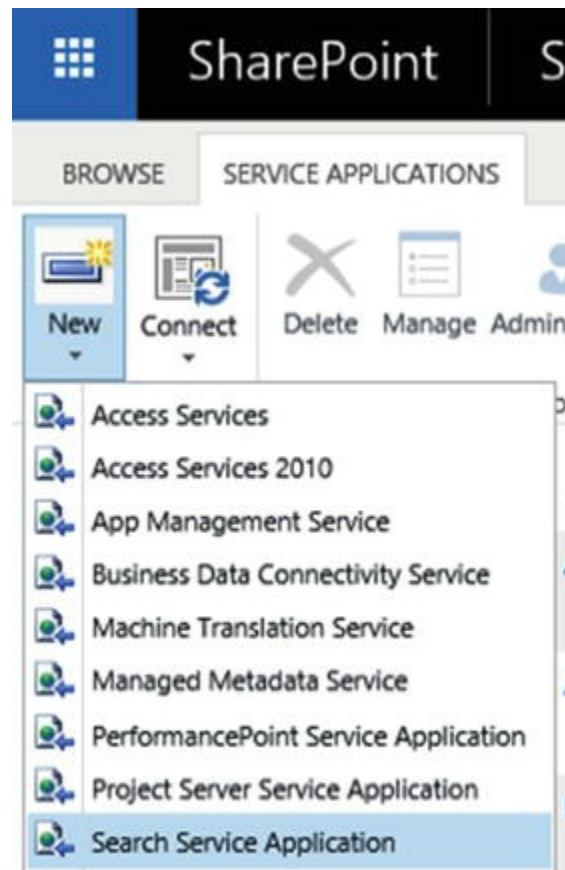 SharePoint S
BROWSE SERVICE APPLICATIONS
New Connect Delete Manage Admin
Access Services
Access Services 2010
App Management Service
Business Data Connectivity Service
Machine Translation Service
Managed Metadata Service
PerformancePoint Service Application
Project Server Service Application
Search Service Application